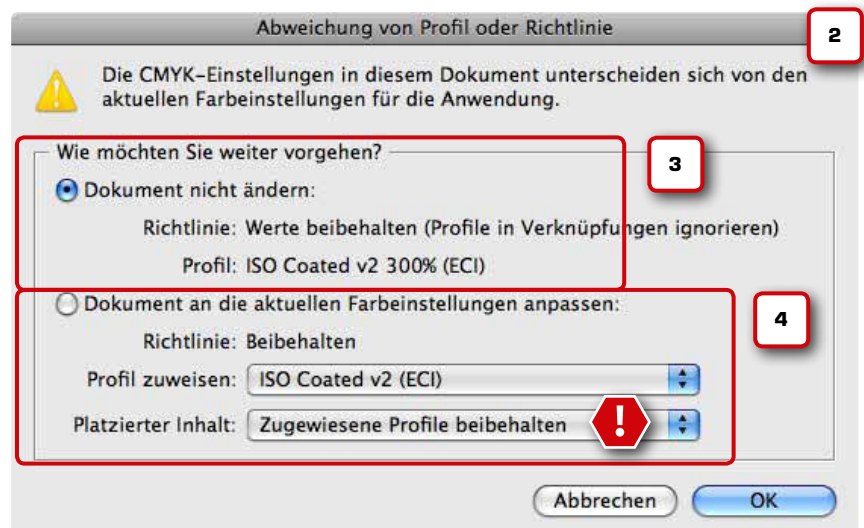 Abweichung von Profil oder Richtlinie
2
Die CMYK-Einstellungen in diesem Dokument unterscheiden sich von den
aktuellen Farbeinstellungen für die Anwendung.
Wie möchten Sie weiter vorgehen?
3
Dokument nicht ändern:
Richtlinie: Werte beibehalten (Profile in Verknüpfungen ignorieren)
Profil: ISO Coated v2 300% (ECI)
Dokument an die aktuellen Farbeinstellungen anpassen:
4
Richtlinie: Beibehalten
Profil zuweisen: ISO Coated v2 (ECI)
Platzierter Inhalt: Zugewiesene Profile beibehalten
!
Abbrechen OK